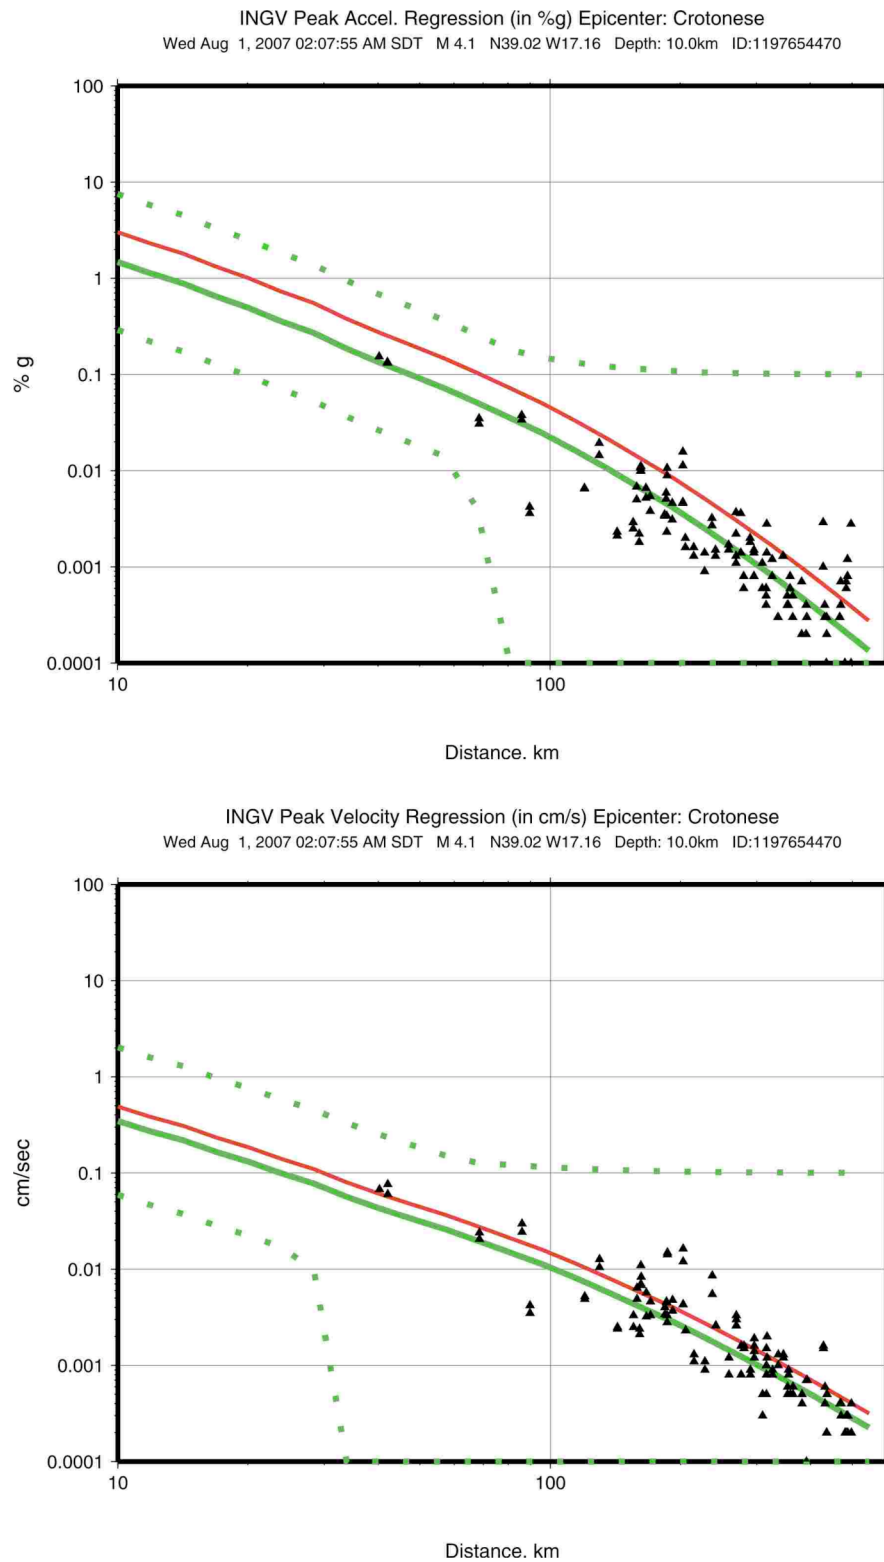 INGV Peak Accel. Regression (in %g) Epicenter: Crotonese
Wed Aug 1, 2007 02:07:55 AM SDT M 4.1 N39.02 W17.16 Depth: 10.0km ID:1197654470
100
10
1
0.1
0.01
0.001
0.0001
% g
10
100
Distance. km
INGV Peak Velocity Regression (in cm/s) Epicenter: Crotonese
Wed Aug 1, 2007 02:07:55 AM SDT M 4.1 N39.02 W17.16 Depth: 10.0km ID:1197654470
100
10
1
0.1
0.01
0.001
0.0001
cm/sec
10
100
Distance. km